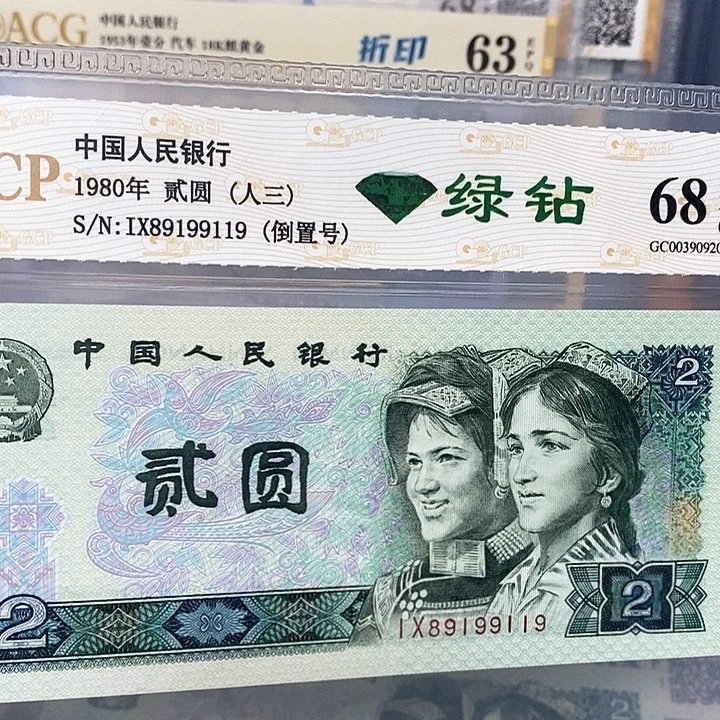 ACG
中国人民银行
1953年壹分 汽车 18K粗黄金
折印
63
EPQ
CP
中国人民银行
1980年 贰圆 (人三)
S/N:IX89199119 (倒置号)
绿钻
68
GC00390920
中国人民银行
2
贰圆
2
2
IX89199119